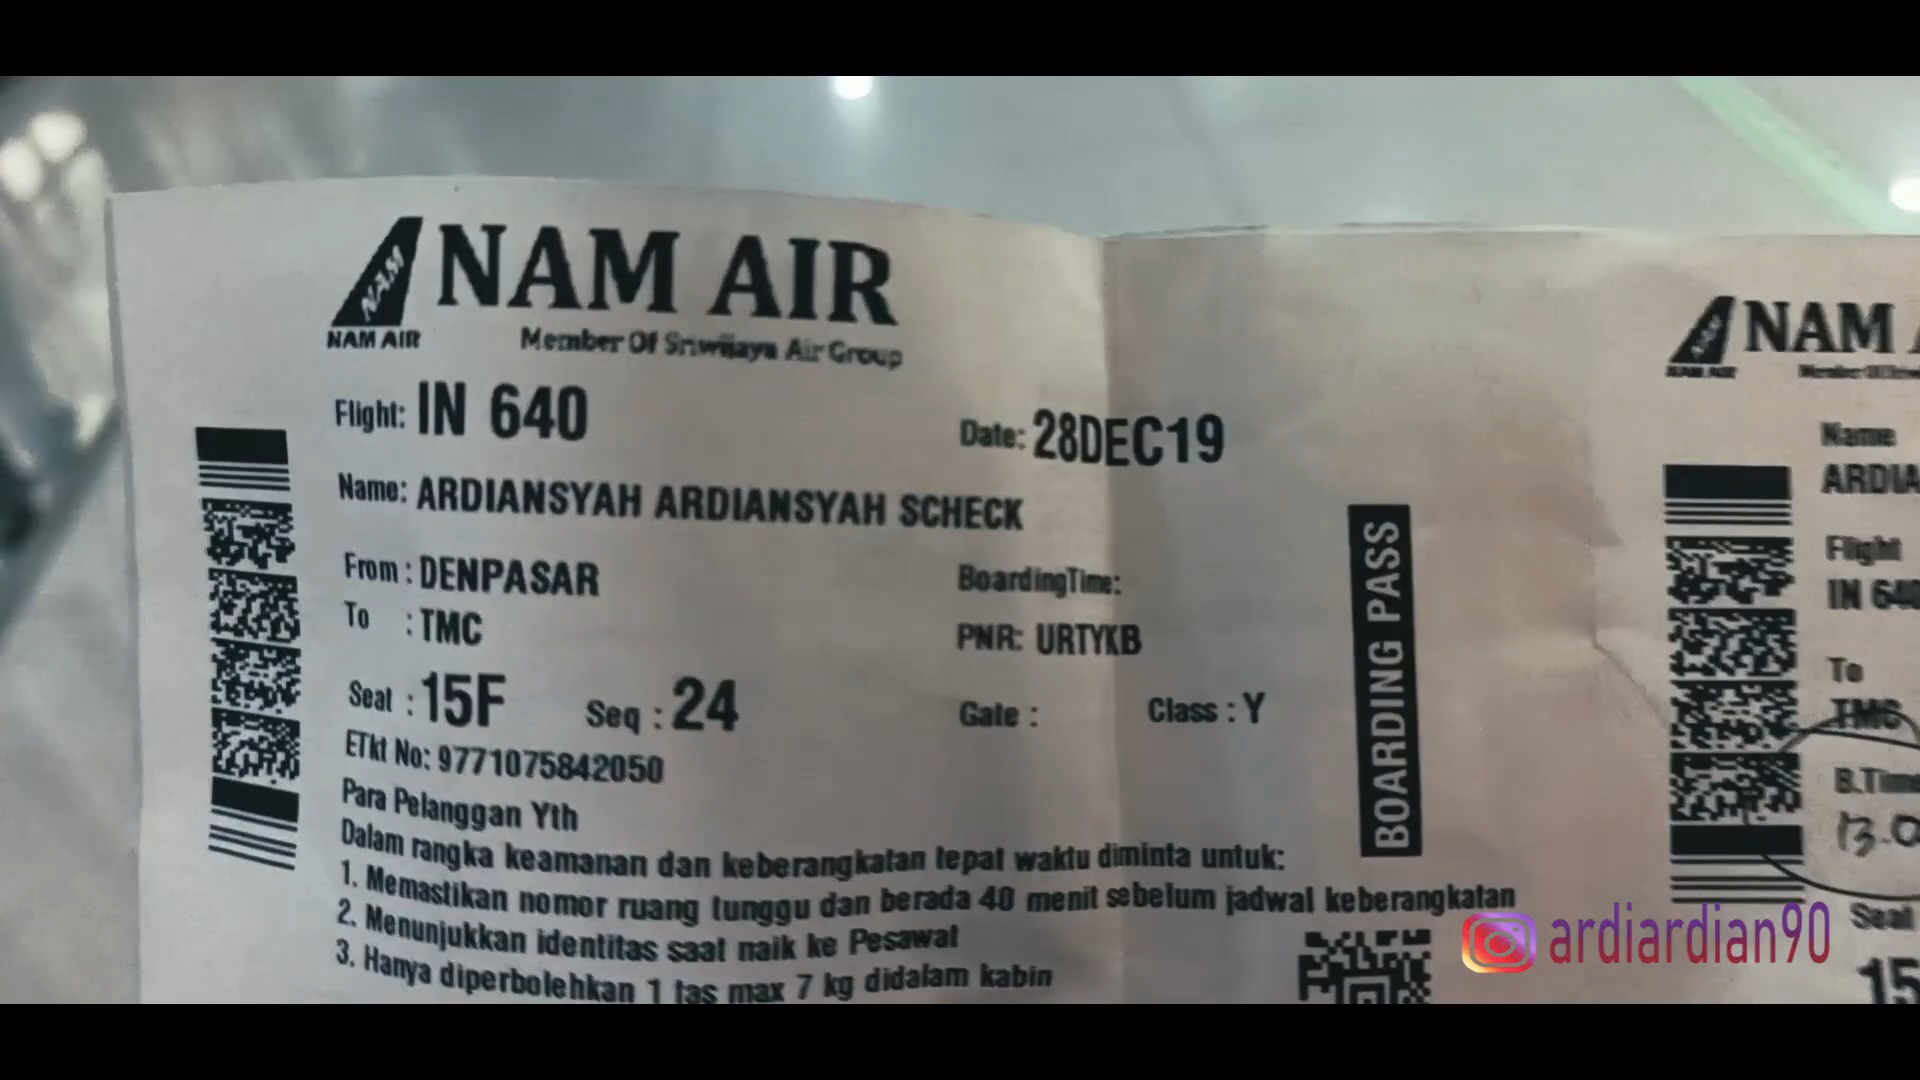 NAM AIR
NAM
NAM AIR
Member Of Sriwijaya Air Group
Flight: IN 640
Date: 28DEC19
Name: ARDIANSYAH ARDIANSYAH SCHECK
From : DENPASAR
BoardingTime:
To : TMC
PNR: URTYKB
Seat : 15F
Seq : 24
Gate :
Class : Y
ETkt No: 9771075842050
Para Pelanggan Yth
Dalam rangka keamanan dan keberangkatan tepat waktu diminta untuk:
1. Memastikan nomor ruang tunggu dan berada 40 menit sebelum jadwal keberangkatan
2. Menunjukkan identitas saat naik ke Pesawat
3. Hanya diperbolehkan 1 tas max 7 kg didalam kabin
BOARDING PASS
NAM
NAM AIR
Name
ARDIA
Flight
IN 640
To
TMC
B.Time
13.0
Seat
15
ardiardian90